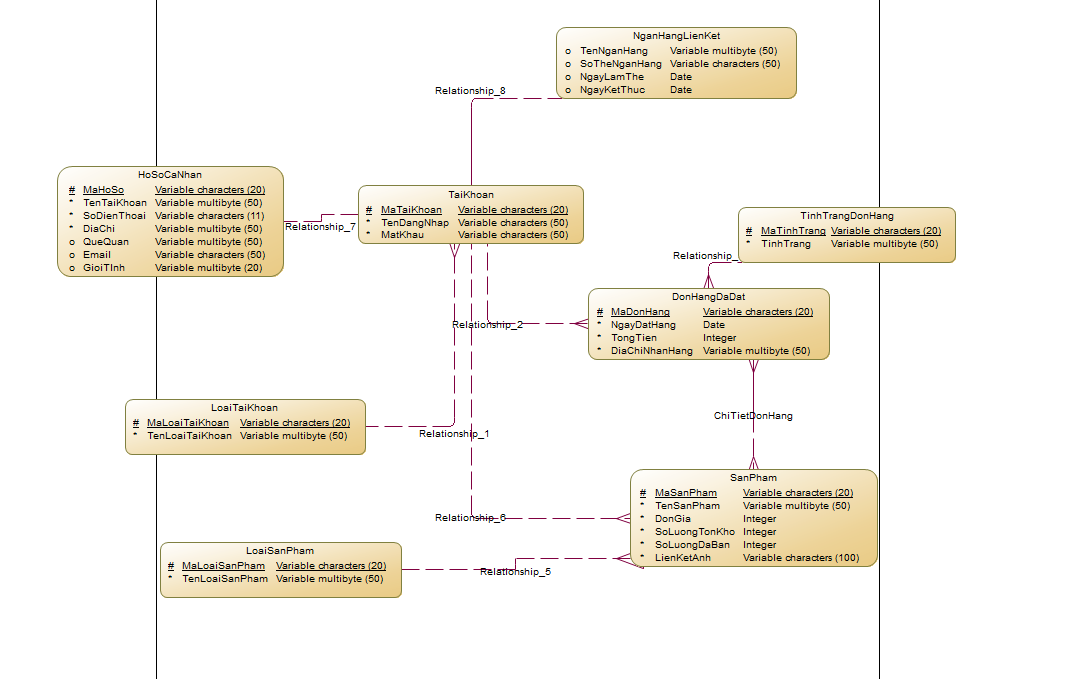 NganHangLienKet
o TenNganHang Variable multibyte (50)
o SoTheNganHang Variable characters (50)
o NgayLamThe Date
o NgayKetThuc Date
Relationship_8
HoSoCaNhan
# MaHoSo Variable characters (20)
* TenTaiKhoan Variable multibyte (50)
* SoDienThoai Variable characters (11)
* DiaChi Variable multibyte (50)
o QueQuan Variable multibyte (50)
o Email Variable characters (50)
o GioiTInh Variable multibyte (20)
Relationship_7
TaiKhoan
# MaTaiKhoan Variable characters (20)
* TenDangNhap Variable characters (50)
* MatKhau Variable characters (50)
TinhTrangDonHang
# MaTinhTrang Variable characters (20)
* TinhTrang Variable multibyte (50)
Relationship_
DonHangDaDat
# MaDonHang Variable characters (20)
* NgayDatHang Date
* TongTien Integer
* DiaChiNhanHang Variable multibyte (50)
Relationship_2
LoaiTaiKhoan
# MaLoaiTaiKhoan Variable characters (20)
* TenLoaiTaiKhoan Variable multibyte (50)
Relationship_1
ChiTietDonHang
SanPham
# MaSanPham Variable characters (20)
* TenSanPham Variable multibyte (50)
* DonGia Integer
* SoLuongTonKho Integer
* SoLuongDaBan Integer
* LienKetAnh Variable characters (100)
Relationship_6
LoaiSanPham
# MaLoaiSanPham Variable characters (20)
* TenLoaiSanPham Variable multibyte (50)
Relationship_5